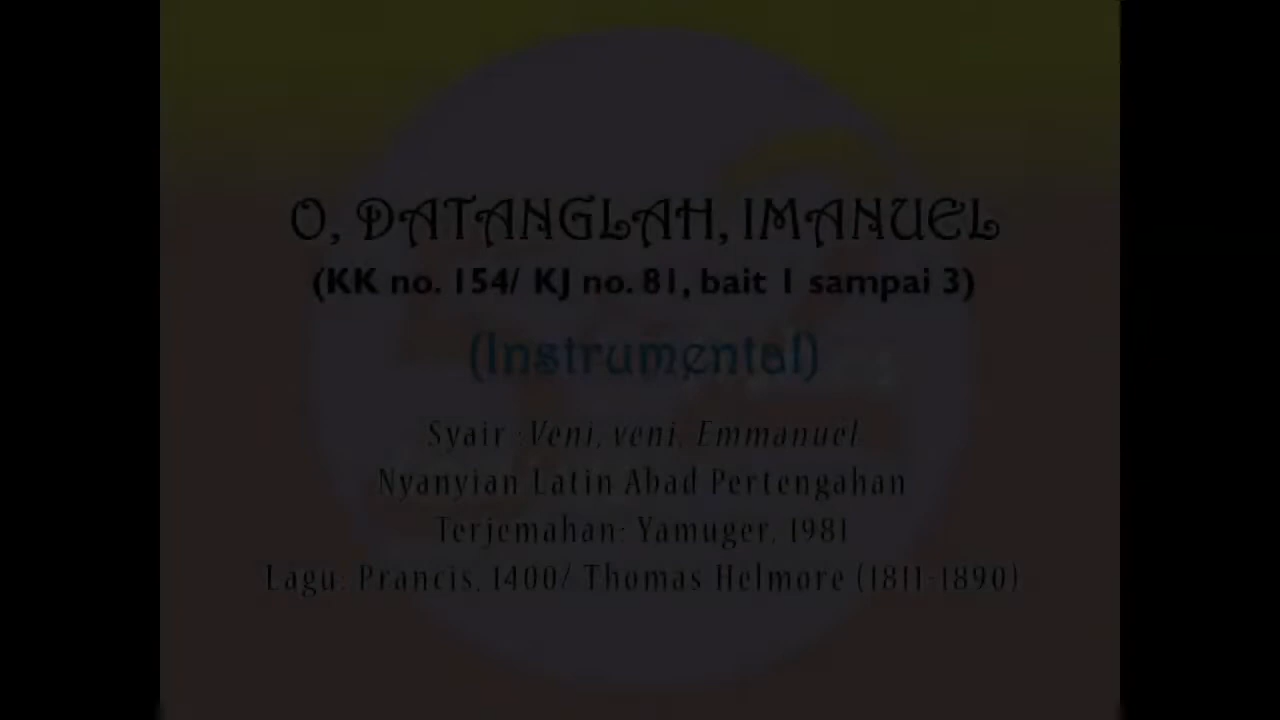 O, DATANGLAH, IMANUEL
(KK no. 154/ KJ no. 81, bait 1 sampai 3)
(Instrumental)
Syair : Veni, veni, Emmanuel
Nyanyian Latin Abad Pertengahan
Terjemahan: Yamuger, 1981
Lagu: Prancis, 1400/ Thomas Helmore (1811-1890)